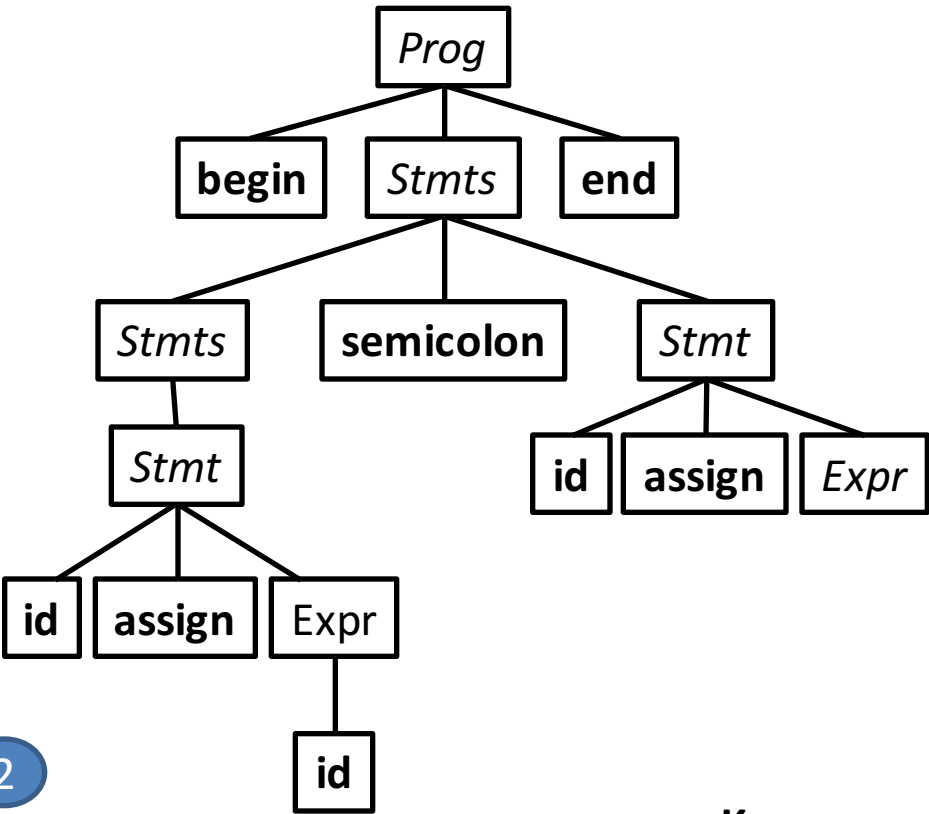 Prog
begin Stmts end
Stmts semicolon Stmt
Stmt
id assign Expr
id assign Expr
id
2